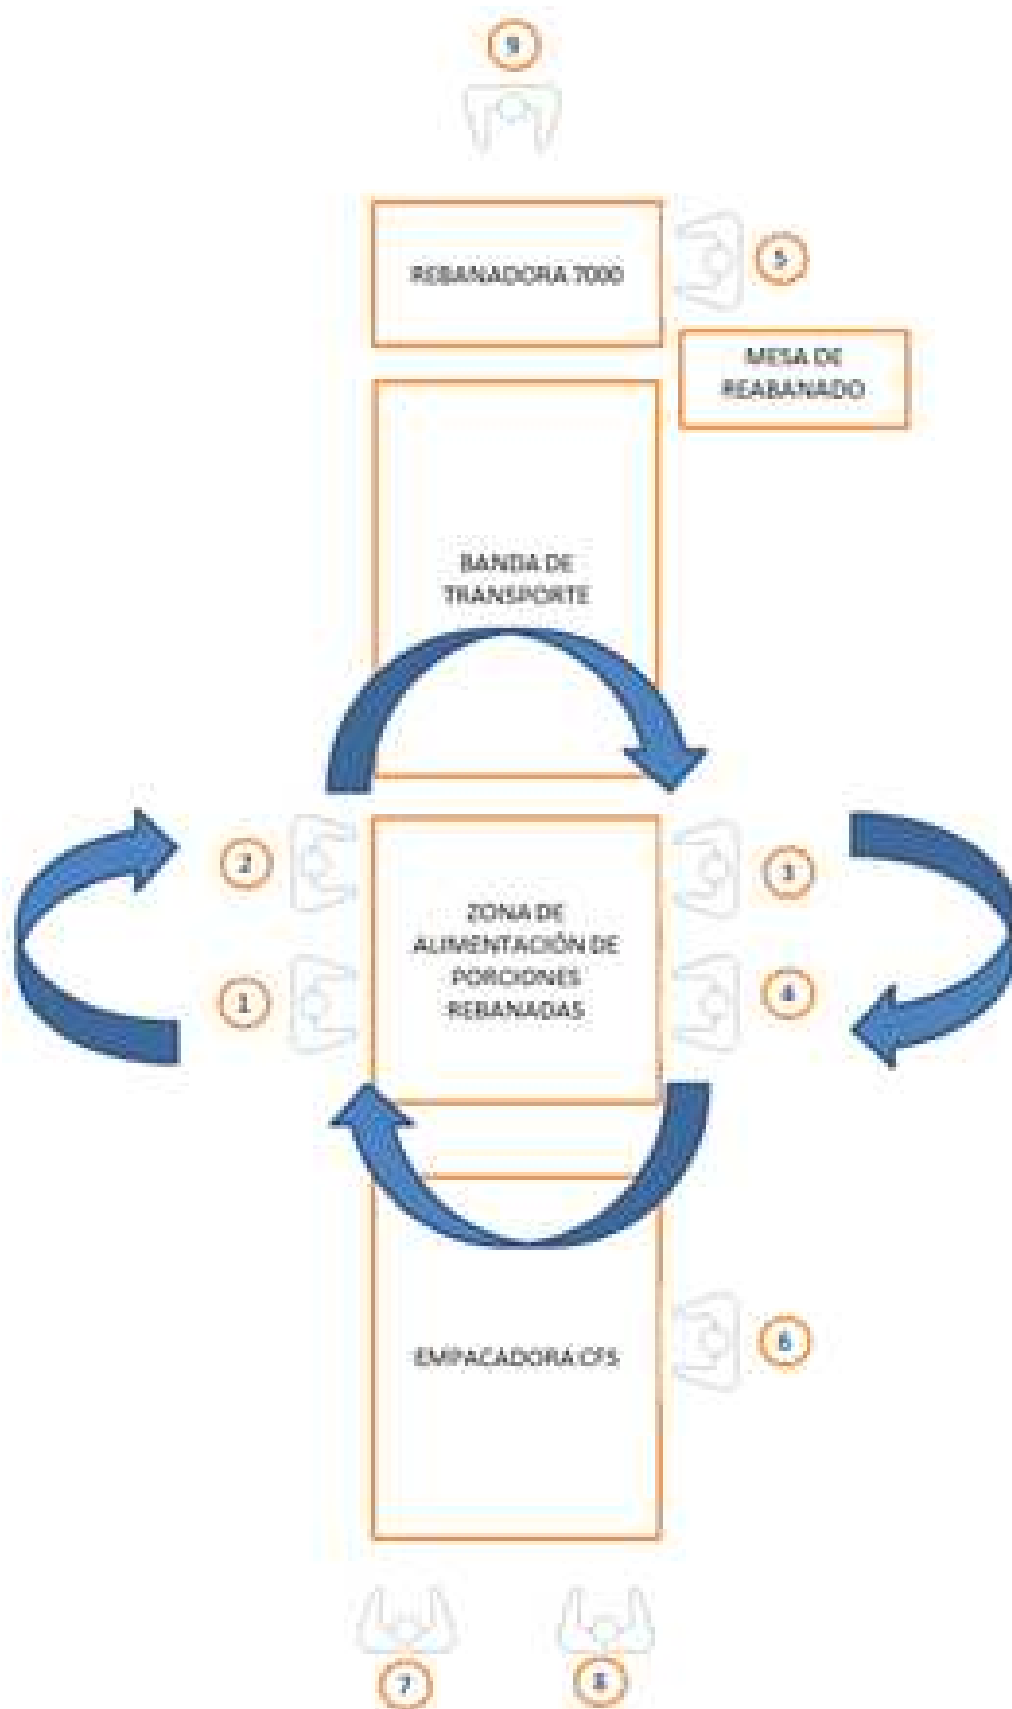 9
REBANADORA 7000
5
MESA DE
REABANADO
BANDA DE
TRANSPORTE
2
3
ZONA DE
ALIMENTACIÓN DE
PORCIONES
REBANADAS
1
4
EMPACADORA CFS
6
7
8